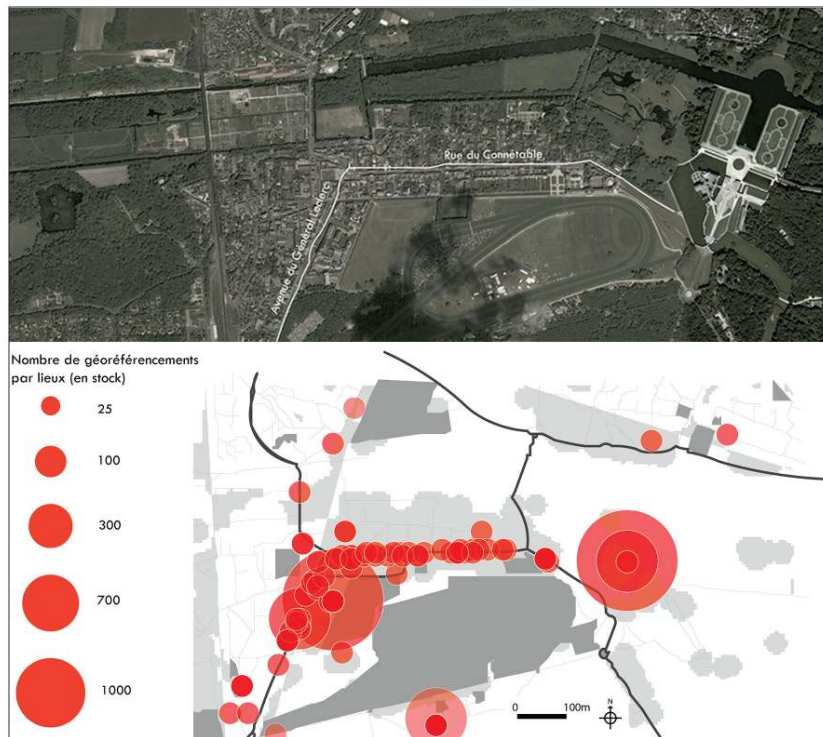 Rue du Connétable
Avenue du Général Leclerc
Nombre de géoréférencements
par lieux (en stock)
25
100
300
700
1000
0 100m
N